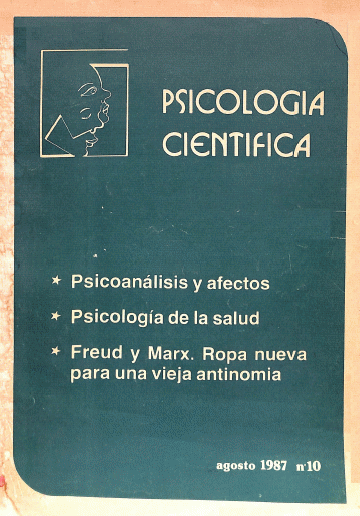 PSICOLOGIA
CIENTIFICA
* Psicoanálisis y afectos
* Psicología de la salud
* Freud y Marx. Ropa nueva
para una vieja antinomia
agosto 1987 nº10